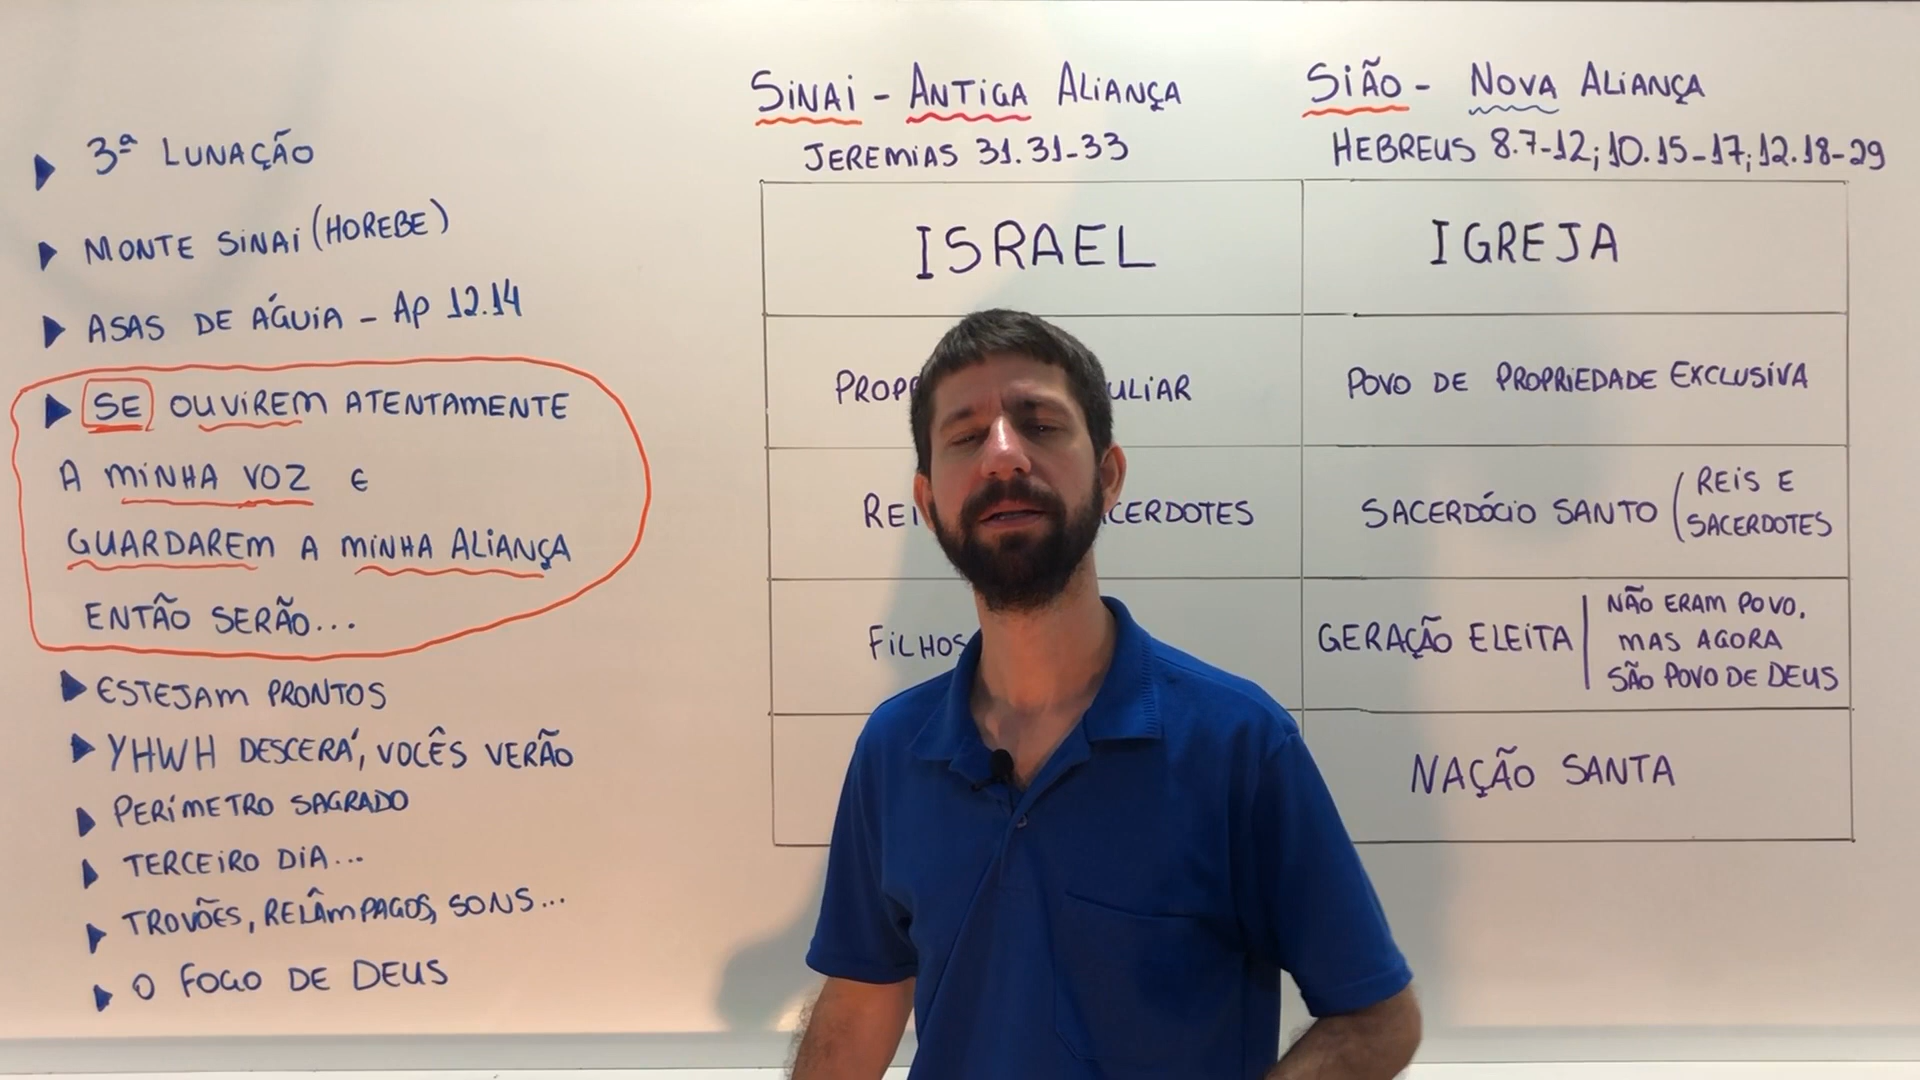 ▶ 3ª LUNAÇÃO
▶ MONTE SINAI (HOREBE)
▶ ASAS DE ÁGUIA - AP 12.14
▶ SE OUVIREM ATENTAMENTE
A MINHA VOZ E
GUARDAREM A MINHA ALIANÇA
ENTÃO SERÃO...
▶ ESTEJAM PRONTOS
▶ YHWH DESCERÁ, VOCÊS VERÃO
▶ PERÍMETRO SAGRADO
▶ TERCEIRO DIA...
▶ TROVÕES, RELÂMPAGOS, SONS...
▶ O FOGO DE DEUS
SINAI - ANTIGA ALIANÇA
JEREMIAS 31.31-33
SIÃO - NOVA ALIANÇA
HEBREUS 8.7-12; 10.15-17; 12.18-29
ISRAEL
IGREJA
POVO DE PROPRIEDADE EXCLUSIVA
SACERDÓCIO SANTO
REIS E
SACERDOTES
FILHOS
GERAÇÃO ELEITA
NÃO ERAM POVO,
MAS AGORA
SÃO POVO DE DEUS
NAÇÃO SANTA